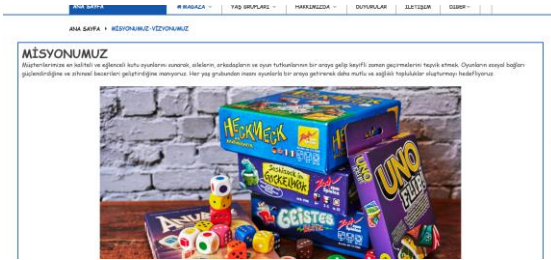 ANA SAYFA MAĞAZA YAŞ GRUPLARI HAKKIMIZDA DUYURULAR İLETİŞİM DİĞER
ANA SAYFA MİSYONUMUZ-VİZYONUMUZ
MİSYONUMUZ
Müşterilerimize en kaliteli ve eğlenceli kutu oyunlarını sunarak, ailelerin, arkadaşların ve oyun tutkunlarının bir araya gelip keyifli zaman geçirmelerini teşvik etmek. Oyunların sosyal bağları
güçlendirdiğine ve zihinsel becerileri geliştirdiğine inanıyoruz. Her yaş grubundan insanı oyunlarla bir araya getirerek daha mutlu ve sağlıklı topluluklar oluşturmayı hedefliyoruz
HECKMECK
GEISTES
UNO
FLIP